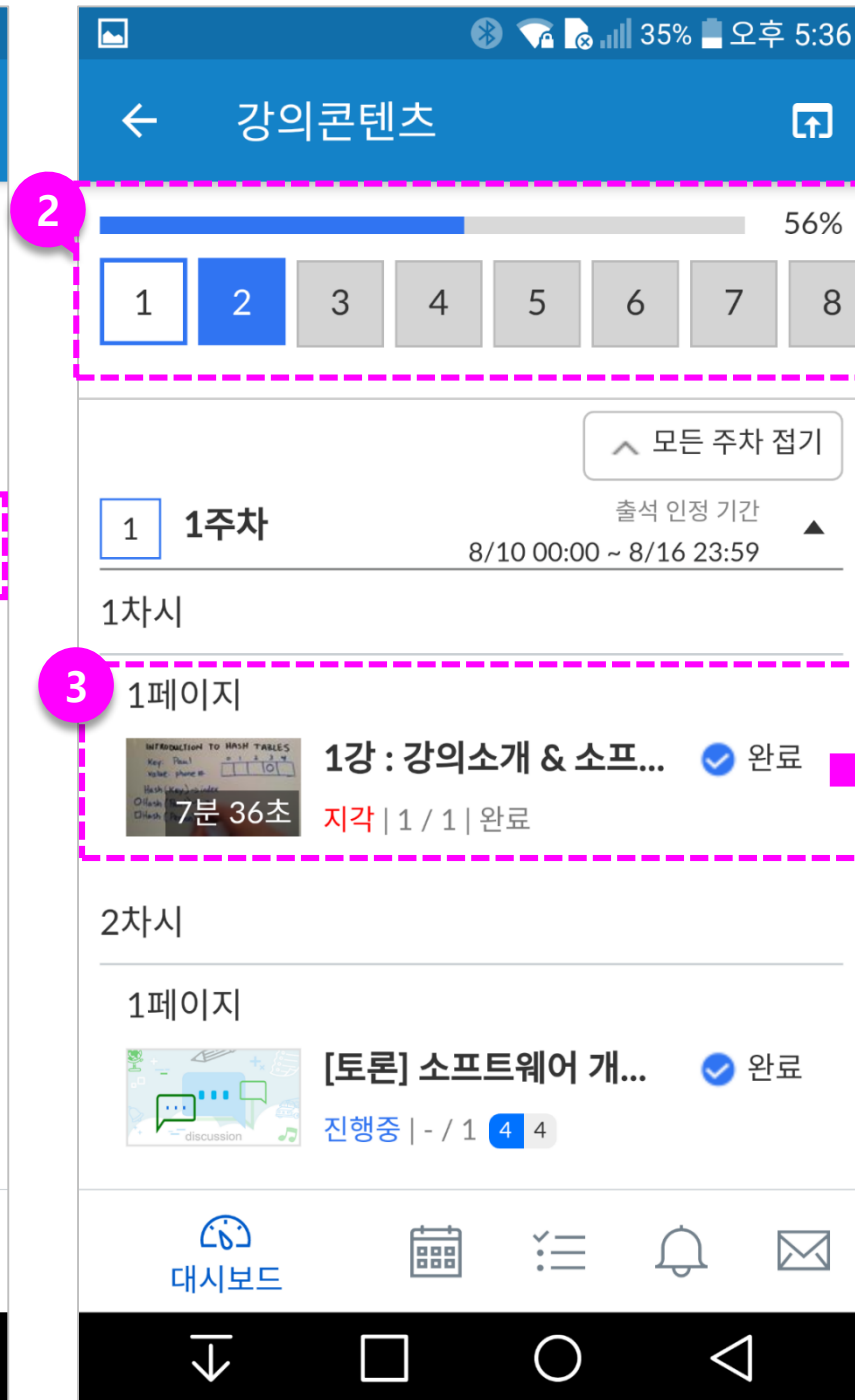 35% 오후 5:36
강의콘텐츠
2
56%
1 2 3 4 5 6 7 8
모든 주차 접기
1 1주차
출석 인정 기간
8/10 00:00 ~ 8/16 23:59
1차시
3
1페이지
INTRODUCTION TO HASH TABLES
7분 36초
1강 : 강의소개 & 소프... 완료
지각 | 1 / 1 | 완료
2차시
1페이지
discussion
[토론] 소프트웨어 개... 완료
진행중 | - / 1 4 4
대시보드